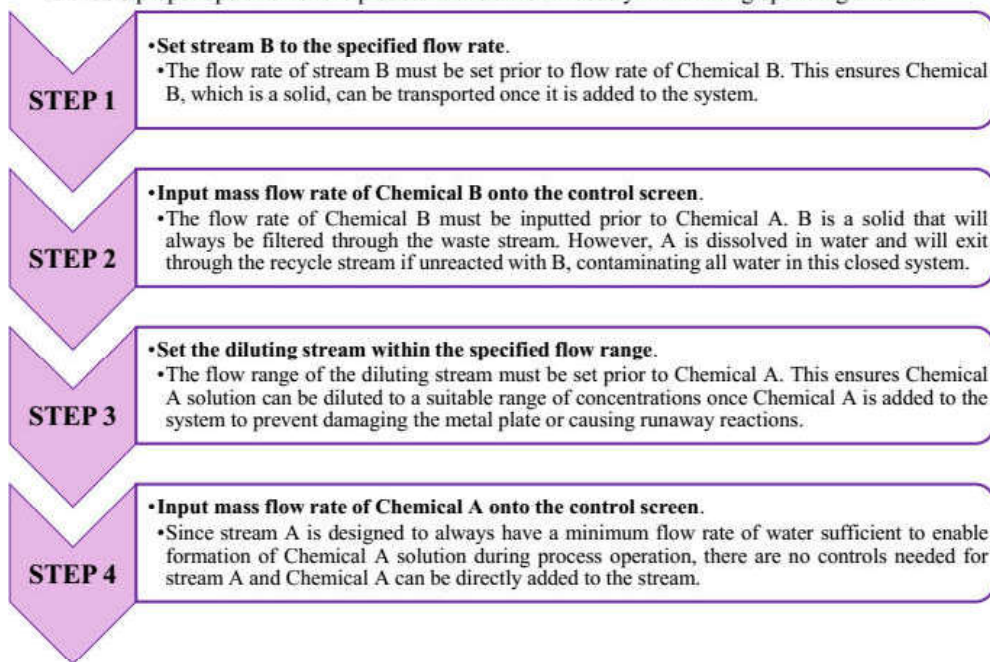 STEP 1
•Set stream B to the specified flow rate.
•The flow rate of stream B must be set prior to flow rate of Chemical B. This ensures Chemical
B, which is a solid, can be transported once it is added to the system.
STEP 2
•Input mass flow rate of Chemical B onto the control screen.
•The flow rate of Chemical B must be inputted prior to Chemical A. B is a solid that will
always be filtered through the waste stream. However, A is dissolved in water and will exit
through the recycle stream if unreacted with B, contaminating all water in this closed system.
STEP 3
•Set the diluting stream within the specified flow range.
•The flow range of the diluting stream must be set prior to Chemical A. This ensures Chemical
A solution can be diluted to a suitable range of concentrations once Chemical A is added to the
system to prevent damaging the metal plate or causing runaway reactions.
STEP 4
•Input mass flow rate of Chemical A onto the control screen.
•Since stream A is designed to always have a minimum flow rate of water sufficient to enable
formation of Chemical A solution during process operation, there are no controls needed for
stream A and Chemical A can be directly added to the stream.